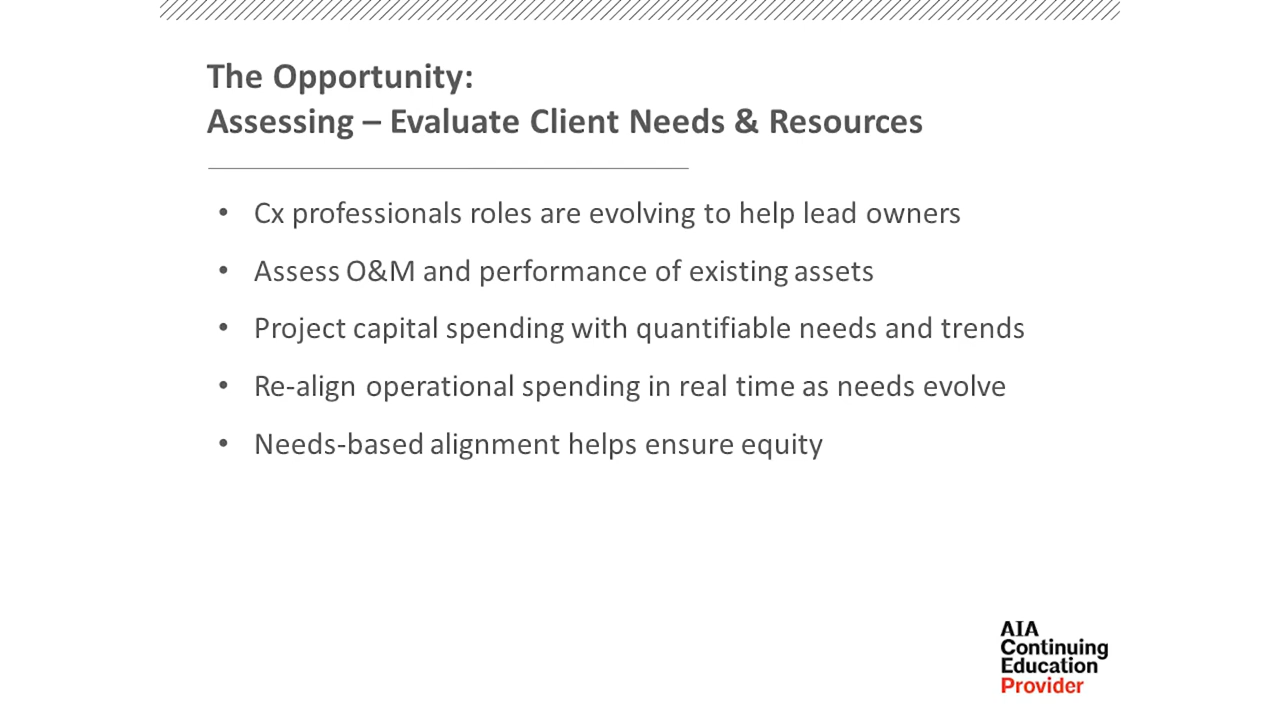 The Opportunity:
Assessing – Evaluate Client Needs & Resources
• Cx professionals roles are evolving to help lead owners
• Assess O&M and performance of existing assets
• Project capital spending with quantifiable needs and trends
• Re-align operational spending in real time as needs evolve
• Needs-based alignment helps ensure equity
AIA
Continuing
Education
Provider